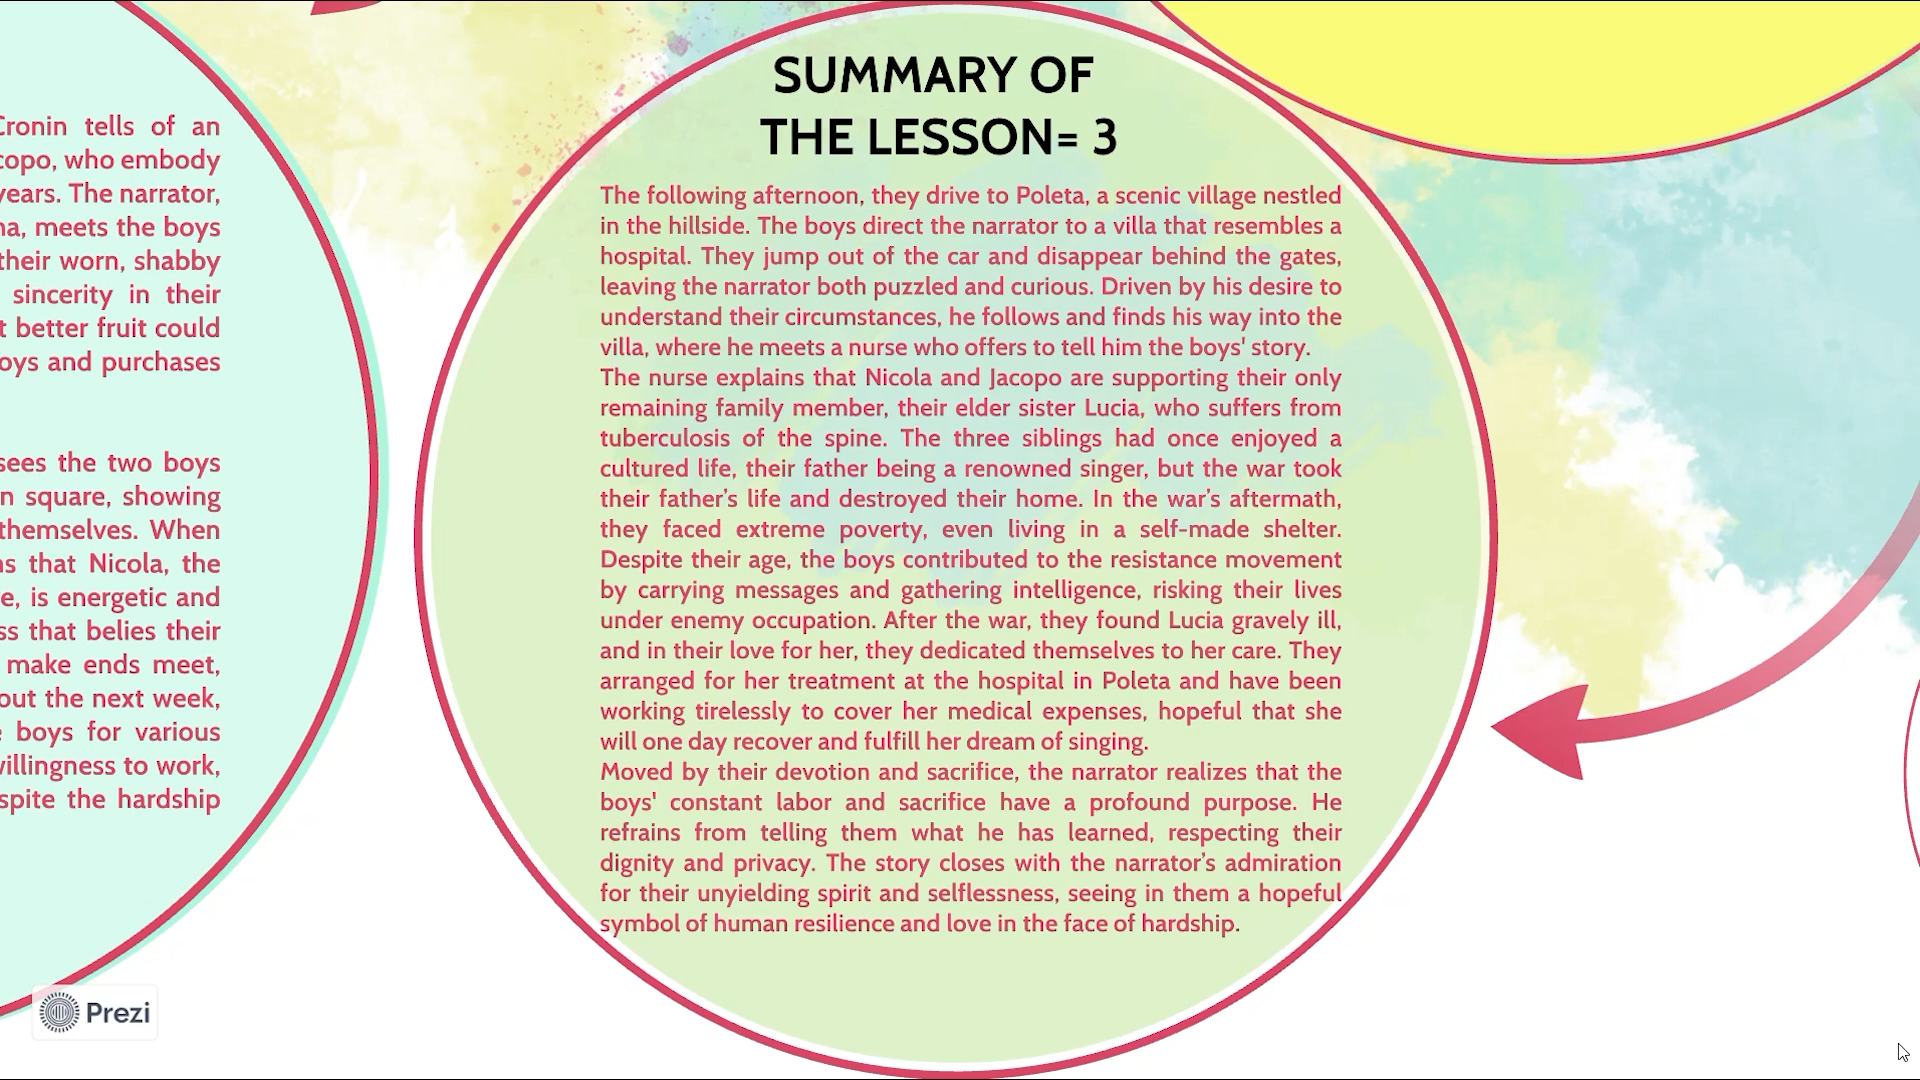 Cronin tells of an
copo, who embody
years. The narrator,
na, meets the boys
their worn, shabby
sincerity in their
t better fruit could
oys and purchases
sees the two boys
n square, showing
themselves. When
ns that Nicola, the
e, is energetic and
ss that belies their
make ends meet,
out the next week,
e boys for various
willingness to work,
spite the hardship
SUMMARY OF
THE LESSON= 3
The following afternoon, they drive to Poleta, a scenic village nestled
in the hillside. The boys direct the narrator to a villa that resembles a
hospital. They jump out of the car and disappear behind the gates,
leaving the narrator both puzzled and curious. Driven by his desire to
understand their circumstances, he follows and finds his way into the
villa, where he meets a nurse who offers to tell him the boys' story.
The nurse explains that Nicola and Jacopo are supporting their only
remaining family member, their elder sister Lucia, who suffers from
tuberculosis of the spine. The three siblings had once enjoyed a
cultured life, their father being a renowned singer, but the war took
their father’s life and destroyed their home. In the war’s aftermath,
they faced extreme poverty, even living in a self-made shelter.
Despite their age, the boys contributed to the resistance movement
by carrying messages and gathering intelligence, risking their lives
under enemy occupation. After the war, they found Lucia gravely ill,
and in their love for her, they dedicated themselves to her care. They
arranged for her treatment at the hospital in Poleta and have been
working tirelessly to cover her medical expenses, hopeful that she
will one day recover and fulfill her dream of singing.
Moved by their devotion and sacrifice, the narrator realizes that the
boys' constant labor and sacrifice have a profound purpose. He
refrains from telling them what he has learned, respecting their
dignity and privacy. The story closes with the narrator’s admiration
for their unyielding spirit and selflessness, seeing in them a hopeful
symbol of human resilience and love in the face of hardship.
Prezi